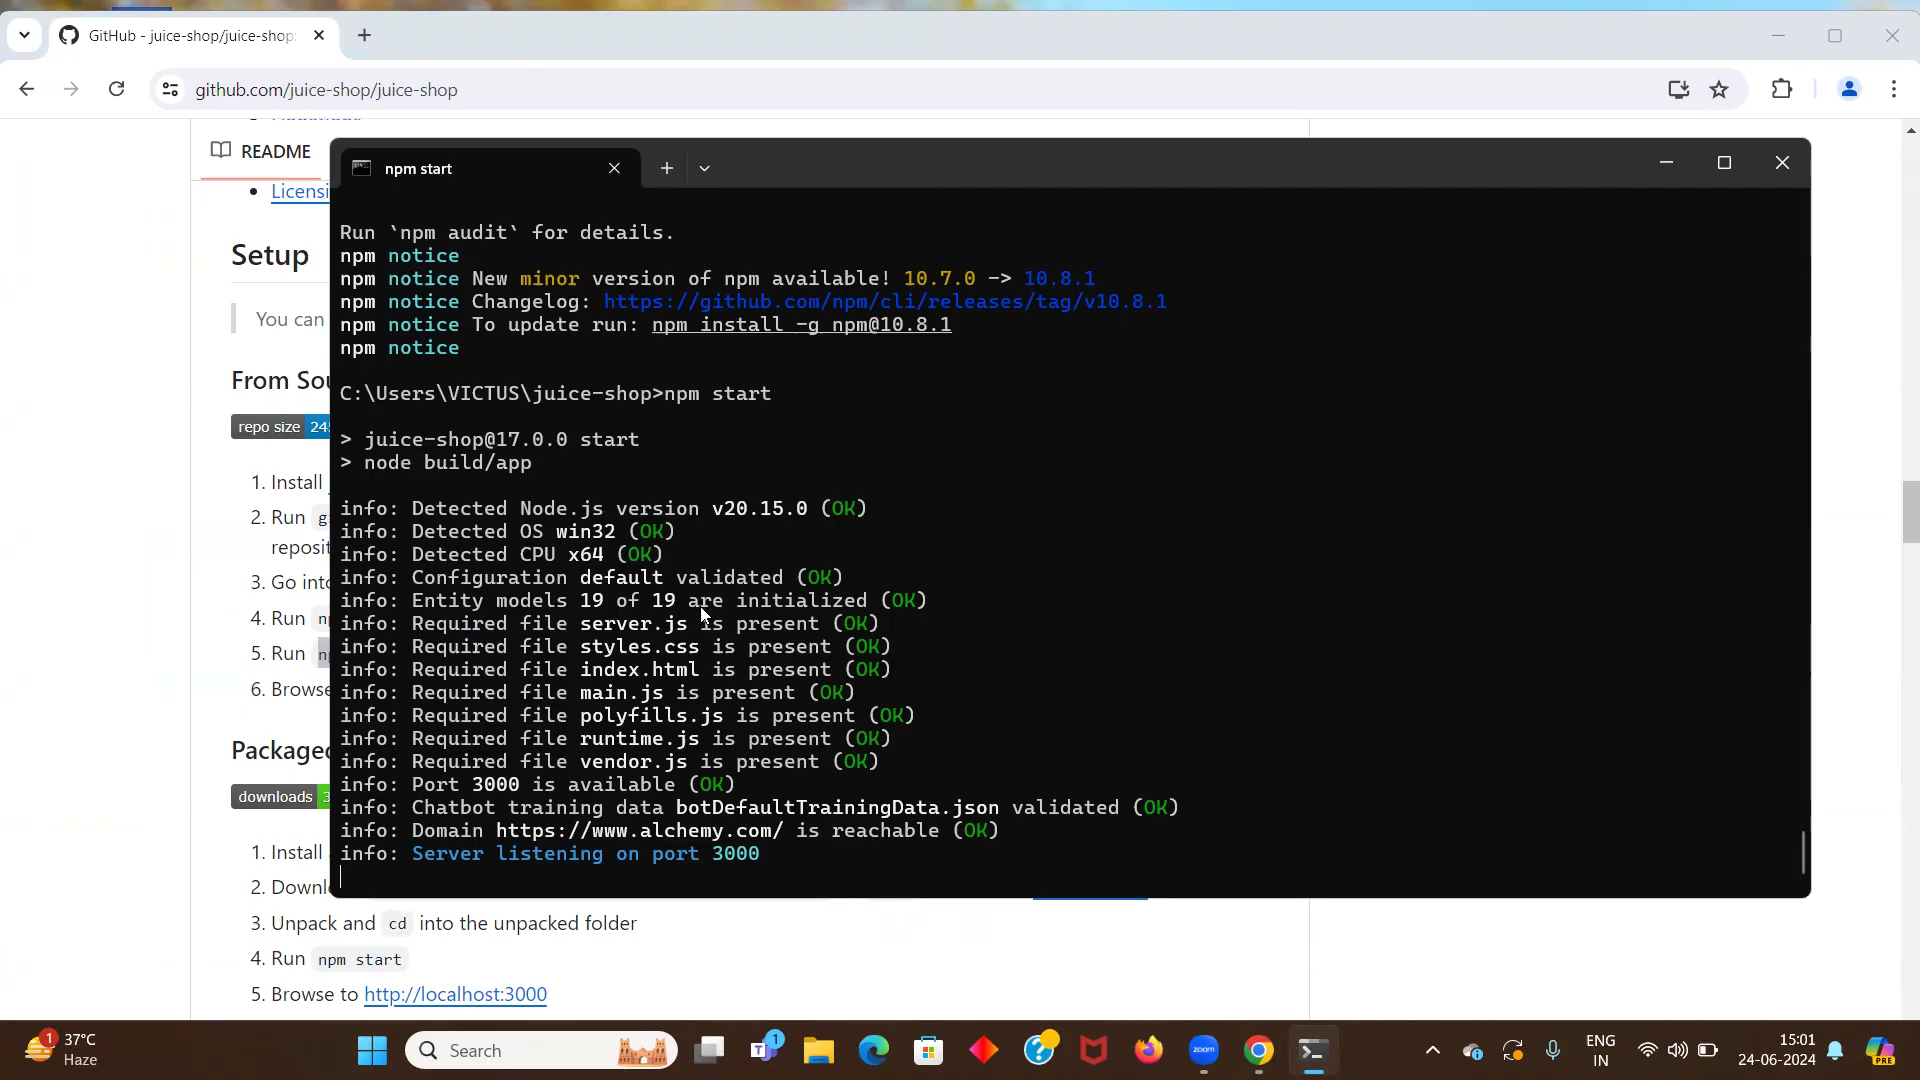 GitHub - juice-shop/juice-shop:
github.com/juice-shop/juice-shop
README
npm start
Licensi
Setup
You can
From Sou
repo size 24
1. Install
2. Run
reposit
3. Go into
4. Run
5. Run
6. Browse
Packaged
downloads
1. Install
2. Downl
3. Unpack and cd into the unpacked folder
4. Run npm start
5. Browse to http://localhost:3000
Run `npm audit` for details.
npm notice
npm notice New minor version of npm available! 10.7.0 -> 10.8.1
npm notice Changelog: https://github.com/npm/cli/releases/tag/v10.8.1
npm notice To update run: npm install -g npm@10.8.1
npm notice
C:\Users\VICTUS\juice-shop>npm start
> juice-shop@17.0.0 start
> node build/app
info: Detected Node.js version v20.15.0 (OK)
info: Detected OS win32 (OK)
info: Detected CPU x64 (OK)
info: Configuration default validated (OK)
info: Entity models 19 of 19 are initialized (OK)
info: Required file server.js is present (OK)
info: Required file styles.css is present (OK)
info: Required file index.html is present (OK)
info: Required file main.js is present (OK)
info: Required file polyfills.js is present (OK)
info: Required file runtime.js is present (OK)
info: Required file vendor.js is present (OK)
info: Port 3000 is available (OK)
info: Chatbot training data botDefaultTrainingData.json validated (OK)
info: Domain https://www.alchemy.com/ is reachable (OK)
info: Server listening on port 3000
1
37°C
Haze
Search
1
zoom
ENG
IN
15:01
24-06-2024
PRE